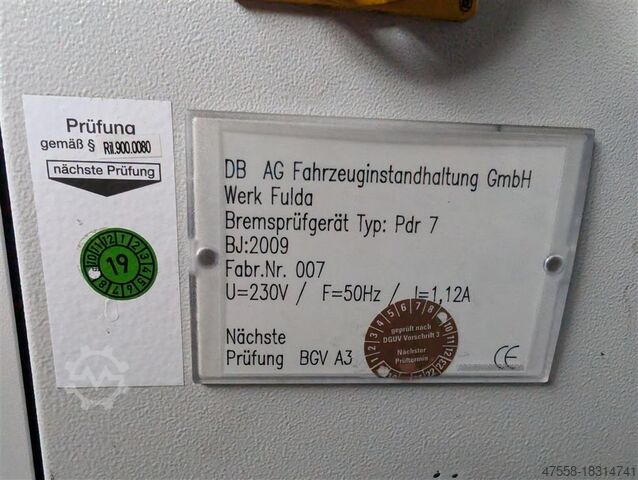 Prüfung
gemäß § Ril.900.0080
nächste Prüfung
19
DB AG Fahrzeuginstandhaltung GmbH
Werk Fulda
Bremsprüfgerät Typ: Pdr 7
BJ:2009
Fabr.Nr. 007
U=230V / F=50Hz / I=1,12A
Nächste
Prüfung BGV A3
geprüft nach
DGUV Vorschrift 3
Nächster
Prüftermin
CE
47558-18314741